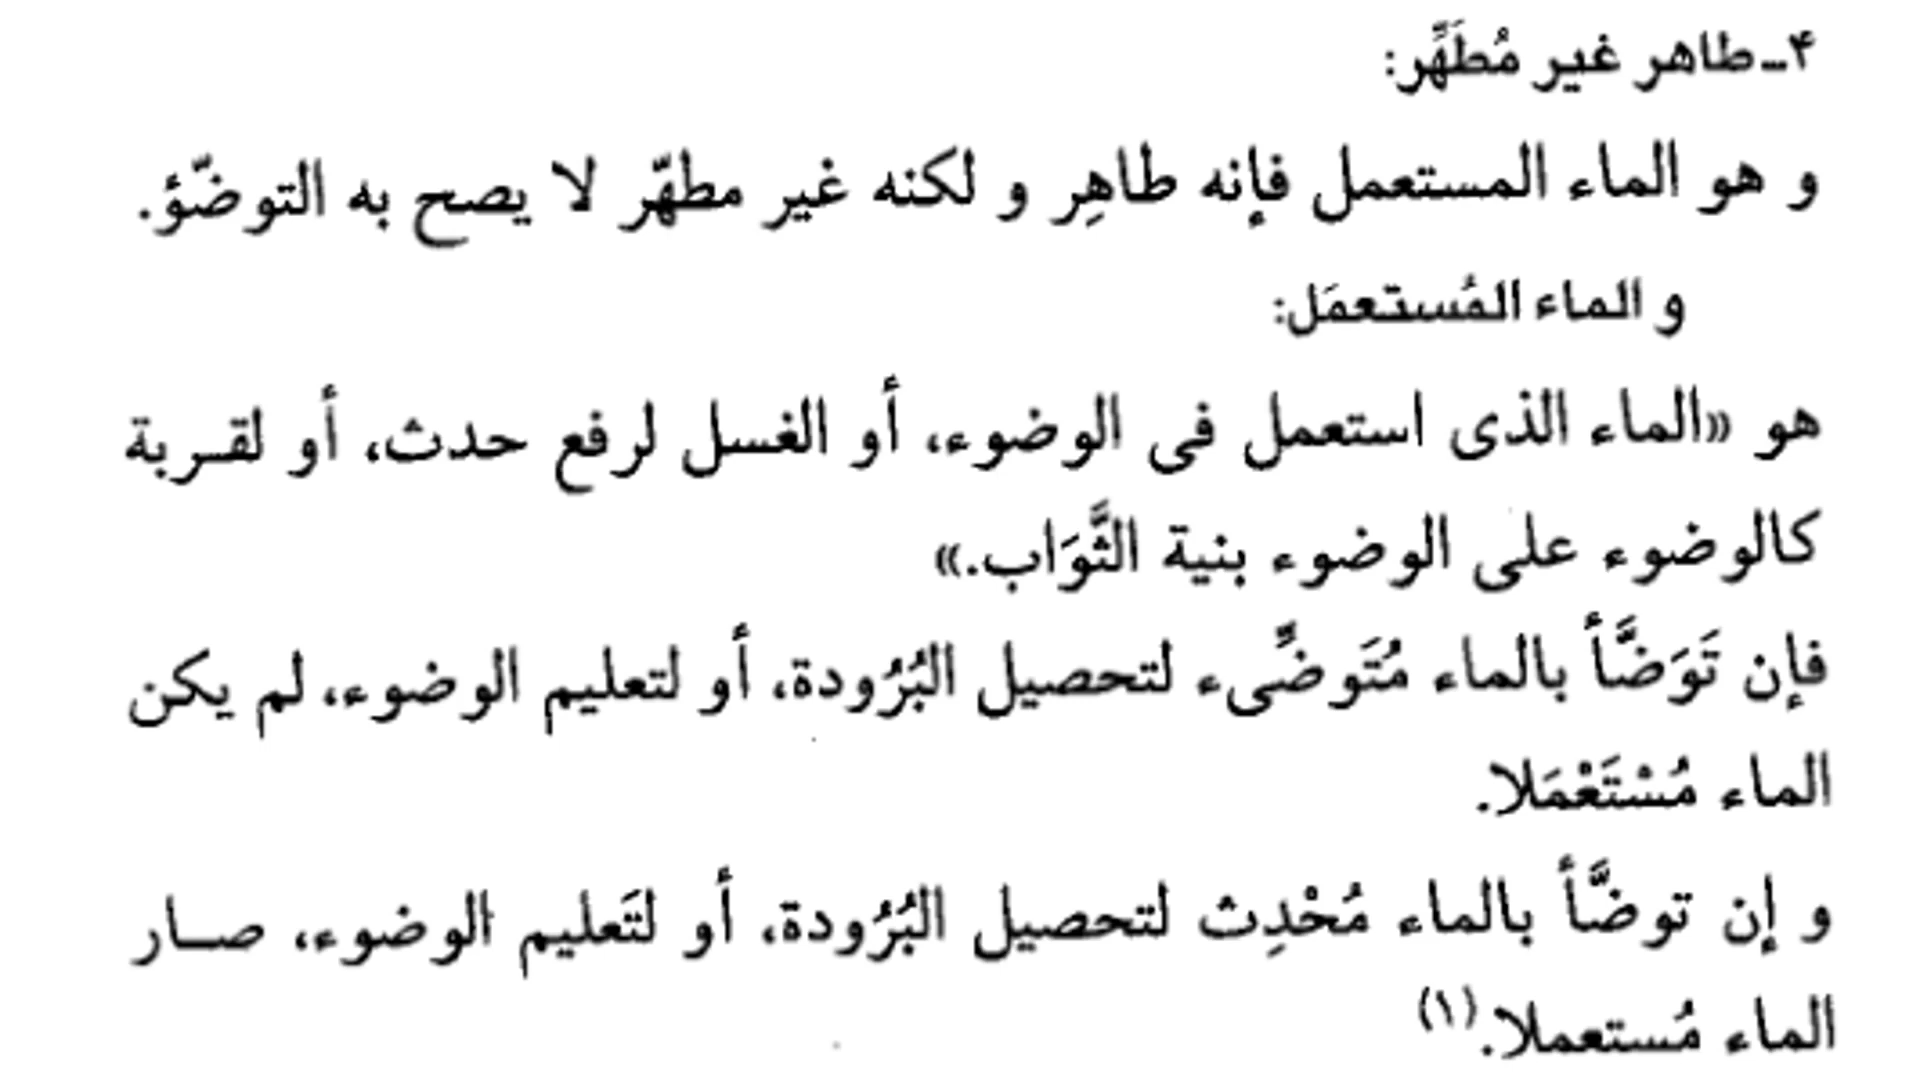 ۴ـ طاهر غير مُطَهِّر:
و هو الماء المستعمل فإنه طاهِر و لكنه غير مطهّر لا يصح به التوضّؤ.
و الماء المُستعمَل:
هو «الماء الذى استعمل فى الوضوء، أو الغسل لرفع حدث، أو لقربة
كالوضوء على الوضوء بنية الثَّوَاب.»
فإن تَوَضَّأ بالماء مُتَوضِّىء لتحصيل البُرُودة، أو لتعليم الوضوء، لم يكن
الماء مُسْتَعْمَلا.
و إن توضَّأ بالماء مُحْدِث لتحصيل البُرُودة، أو لتَعليم الوضوء، صار
الماء مُستعملا.(١)